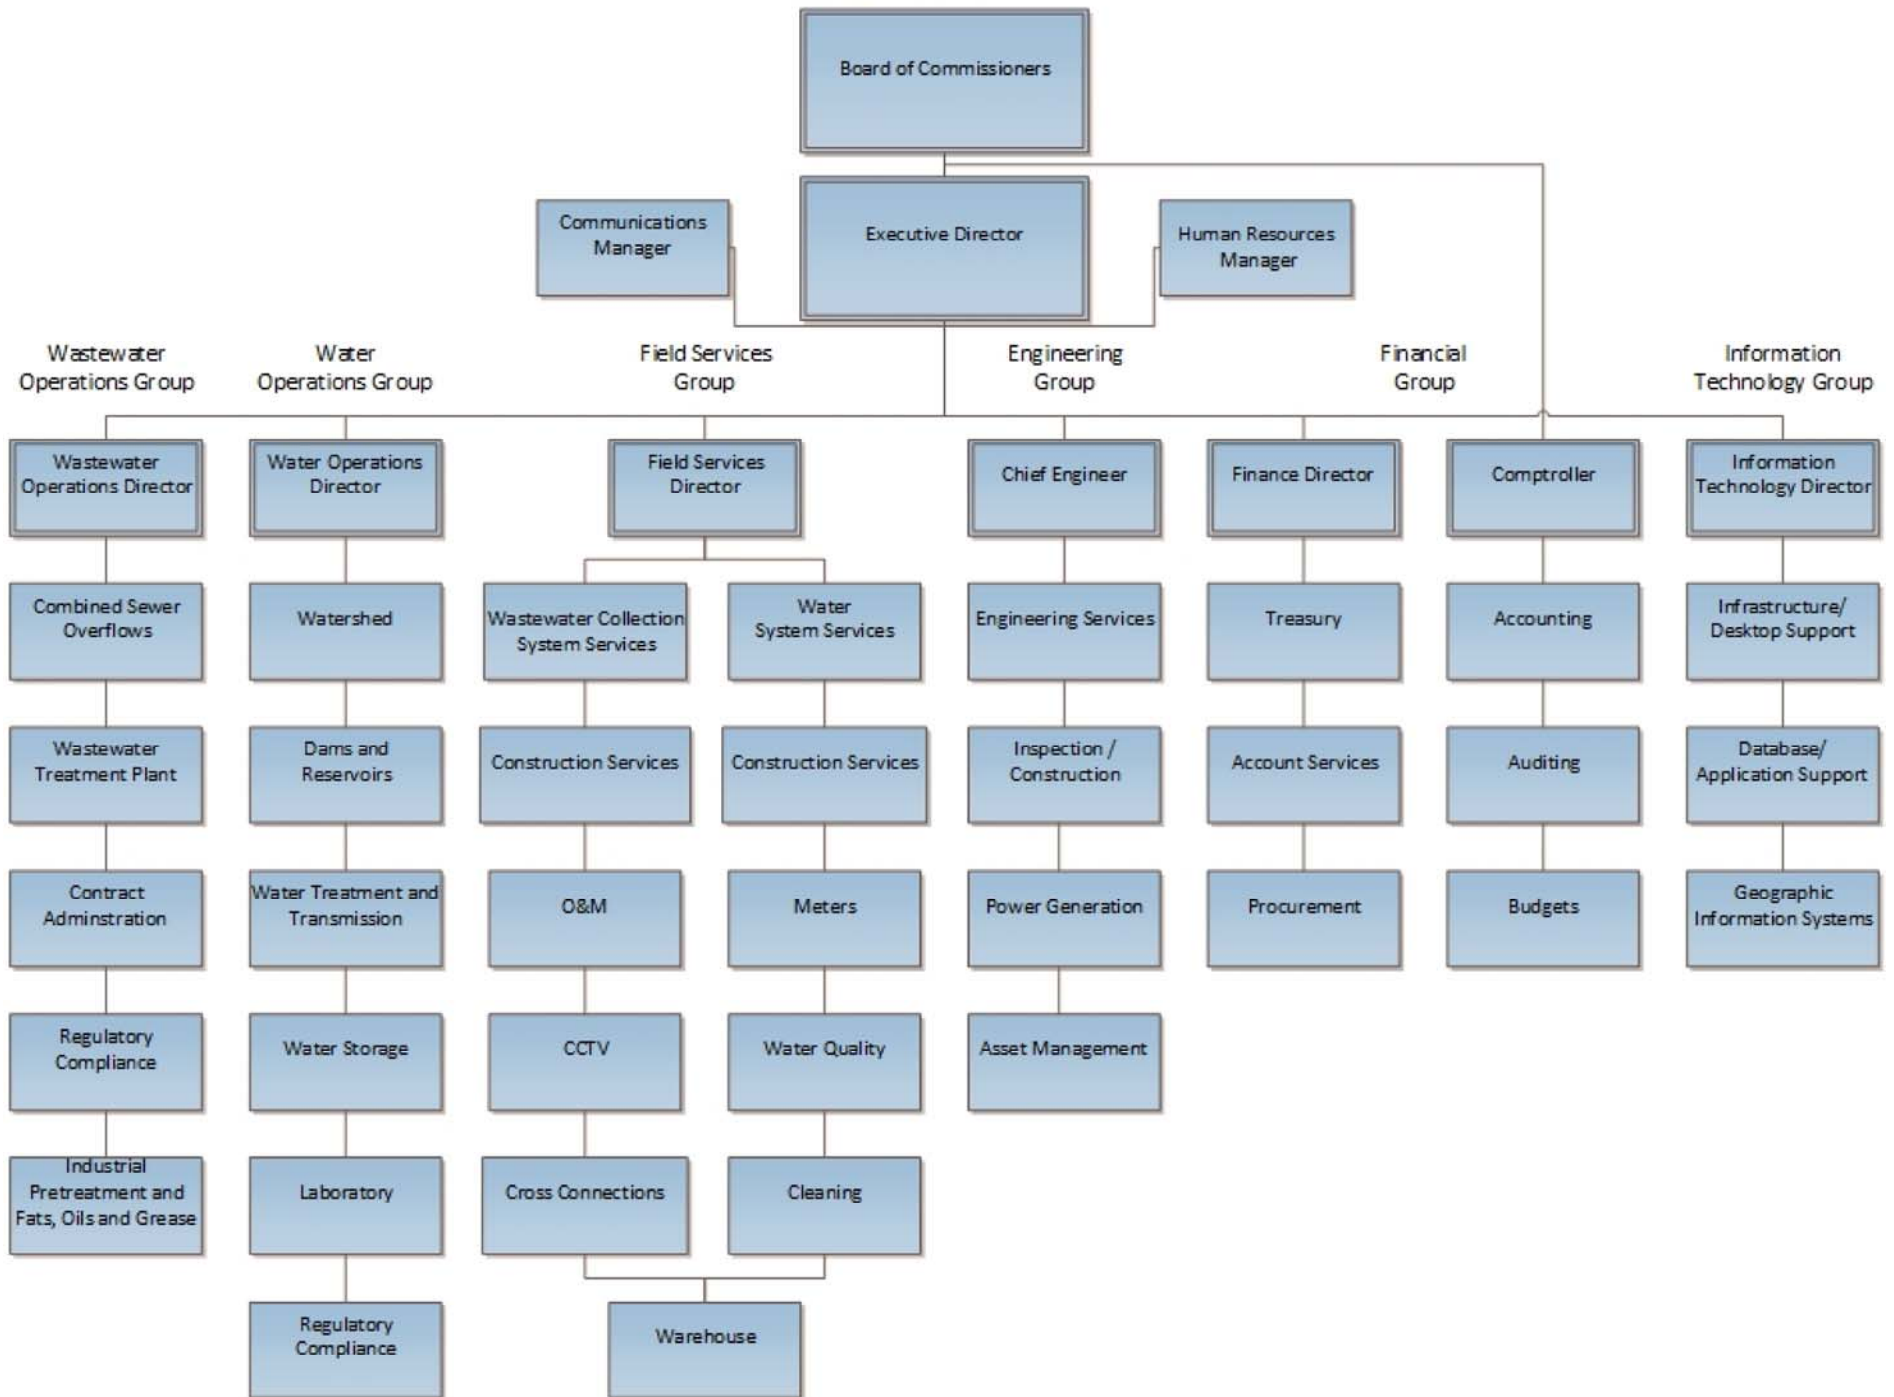 Board of Commissioners
Communications
Manager
Executive Director
Human Resources
Manager
Wastewater
Operations Group
Water
Operations Group
Field Services
Group
Engineering
Group
Financial
Group
Information
Technology Group
Wastewater
Operations Director
Water Operations
Director
Field Services
Director
Chief Engineer
Finance Director
Comptroller
Information
Technology Director
Combined Sewer
Overflows
Watershed
Wastewater Collection
System Services
Water
System Services
Engineering Services
Treasury
Accounting
Infrastructure/
Desktop Support
Wastewater
Treatment Plant
Dams and
Reservoirs
Construction Services
Construction Services
Inspection /
Construction
Account Services
Auditing
Database/
Application Support
Contract
Adminstration
Water Treatment and
Transmission
O&M
Meters
Power Generation
Procurement
Budgets
Geographic
Information Systems
Regulatory
Compliance
Water Storage
CCTV
Water Quality
Asset Management
Industrial
Pretreatment and
Fats, Oils and Grease
Laboratory
Cross Connections
Cleaning
Regulatory
Compliance
Warehouse